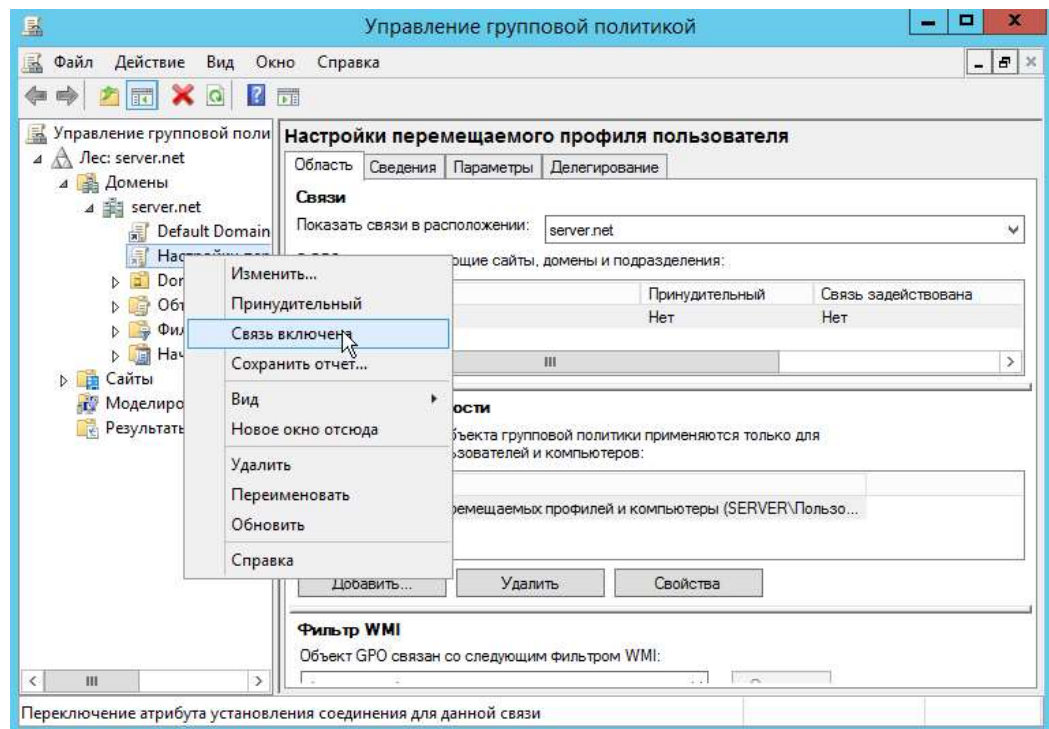 Управление групповой политикой
Файл Действие Вид Окно Справка
Управление групповой поли
Лес: server.net
Домены
server.net
Default Domain
Сайты
Настройки перемещаемого профиля пользователя
Область Сведения Параметры Делегирование
Связи
Показать связи в расположении: server.net
ющие сайты, домены и подразделения:
Принудительный Связь задействована
Нет Нет
Изменить...
Принудительный
Связь включена
Сохранить отчет...
Вид
Новое окно отсюда
Удалить
Переименовать
Обновить
Справка
ости
бъекта групповой политики применяются только для
зователей и компьютеров:
ремещаемых профилей и компьютеры (SERVER\Пользо...
Добавить... Удалить Свойства
Фильтр WMI
Объект GPO связан со следующим фильтром WMI:
Переключение атрибута установления соединения для данной связи